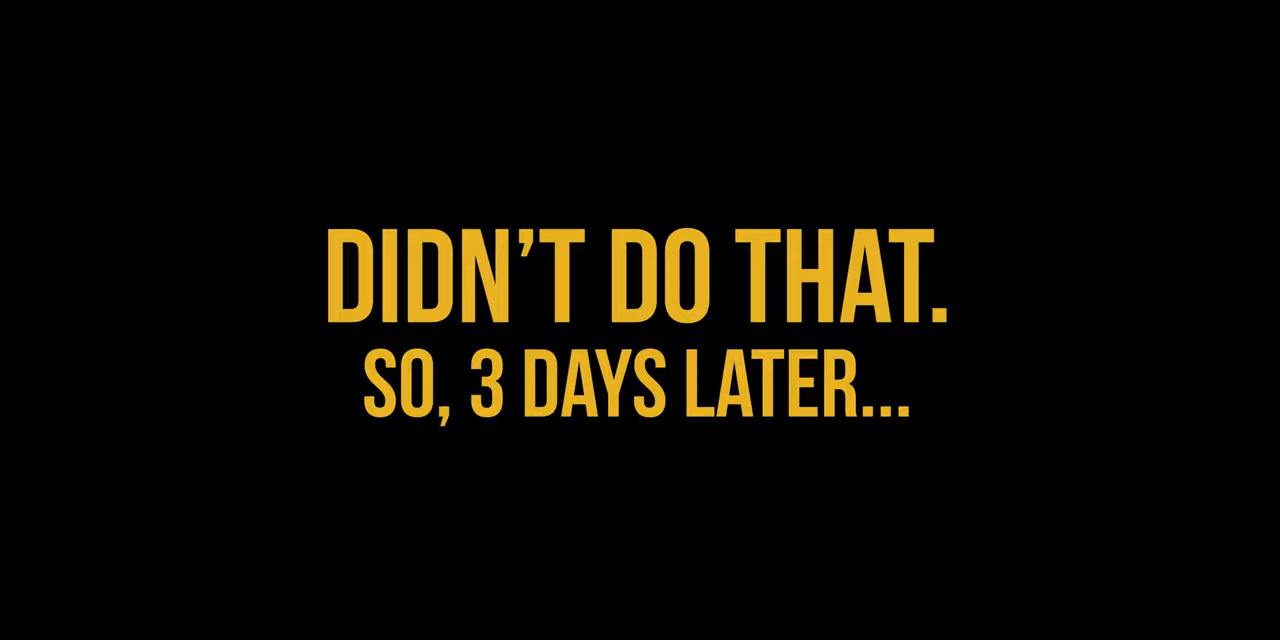 DIDN’T DO THAT.
SO, 3 DAYS LATER...